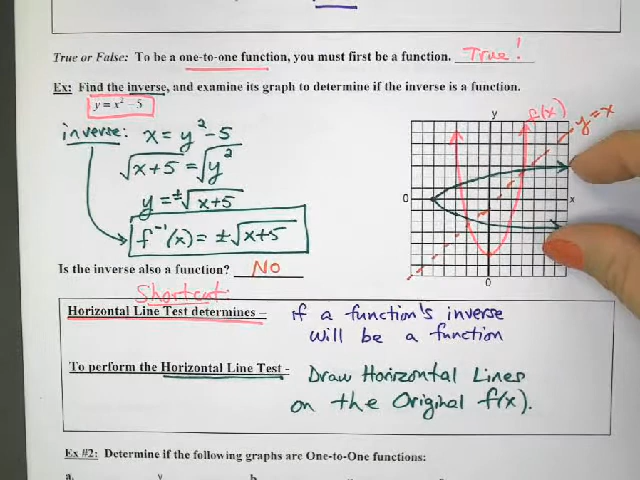 True or False: To be a one-to-one function, you must first be a function. True!
Ex: Find the inverse, and examine its graph to determine if the inverse is a function.
y = x² – 5
inverse: x = y² - 5
√x+5 = √y²
y = ±√x+5
f⁻¹(x) = ±√x+5
y
f(x)
y = x
0
x
0
Is the inverse also a function? No
Shortcut:
Horizontal Line Test determines –
if a function's inverse
will be a function
To perform the Horizontal Line Test -
Draw Horizontal Lines
on the Original f(x).
Ex #2: Determine if the following graphs are One-to-One functions:
a.
y
b.